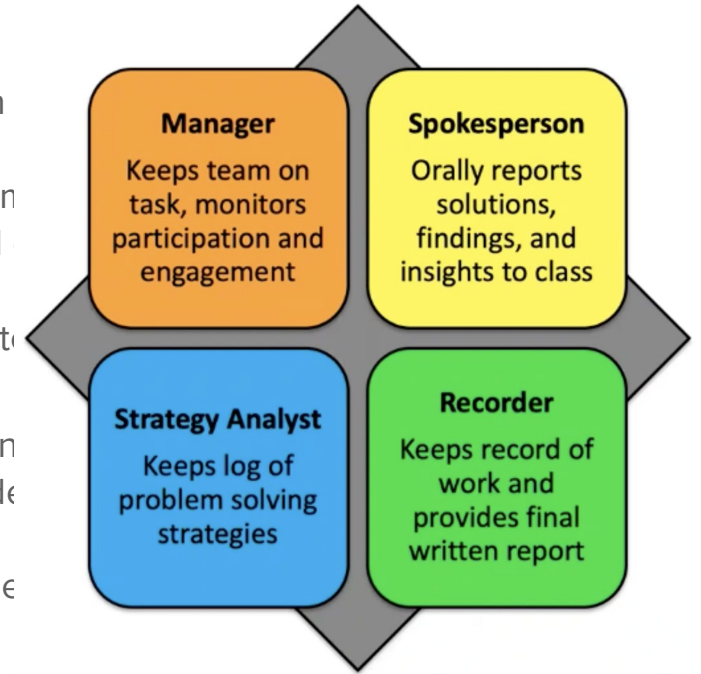 Manager
Keeps team on
task, monitors
participation and
engagement
Spokesperson
Orally reports
solutions,
findings, and
insights to class
Strategy Analyst
Keeps log of
problem solving
strategies
Recorder
Keeps record of
work and
provides final
written report